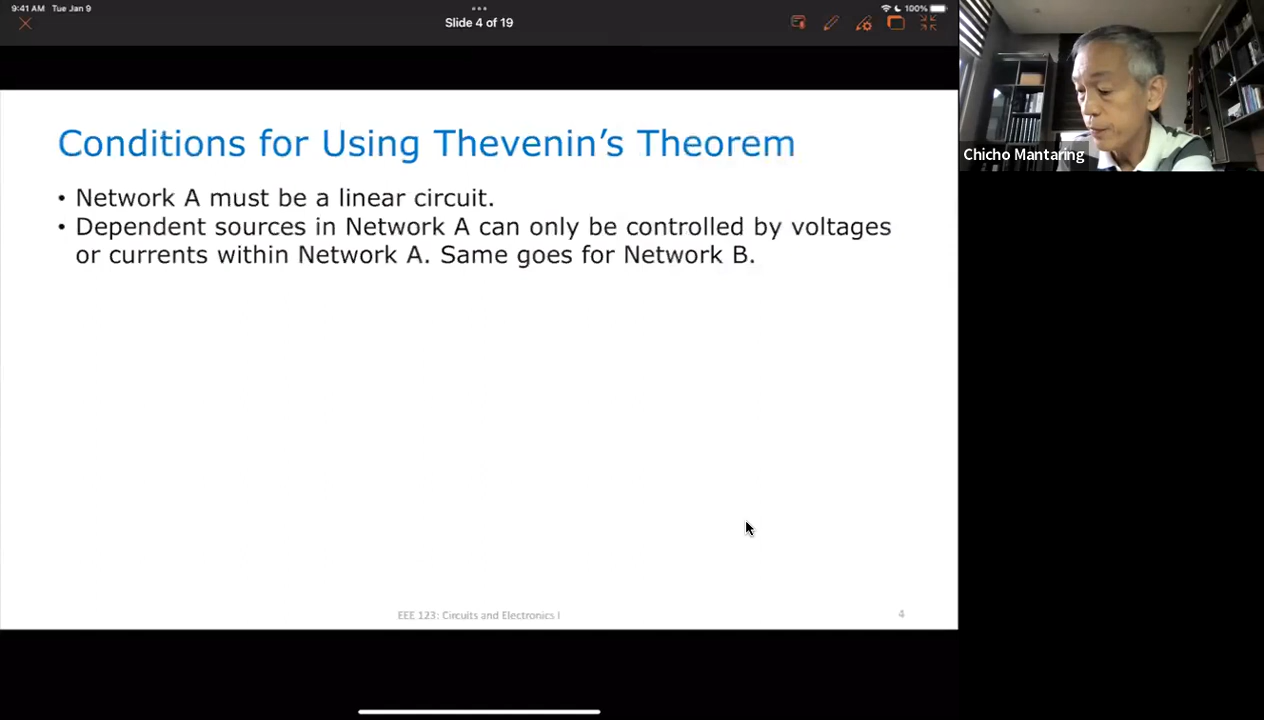 9:41 AM Tue Jan 9
Slide 4 of 19
100%
Conditions for Using Thevenin's Theorem
• Network A must be a linear circuit.
• Dependent sources in Network A can only be controlled by voltages
or currents within Network A. Same goes for Network B.
EEE 123: Circuits and Electronics I
4
Chicho Mantaring